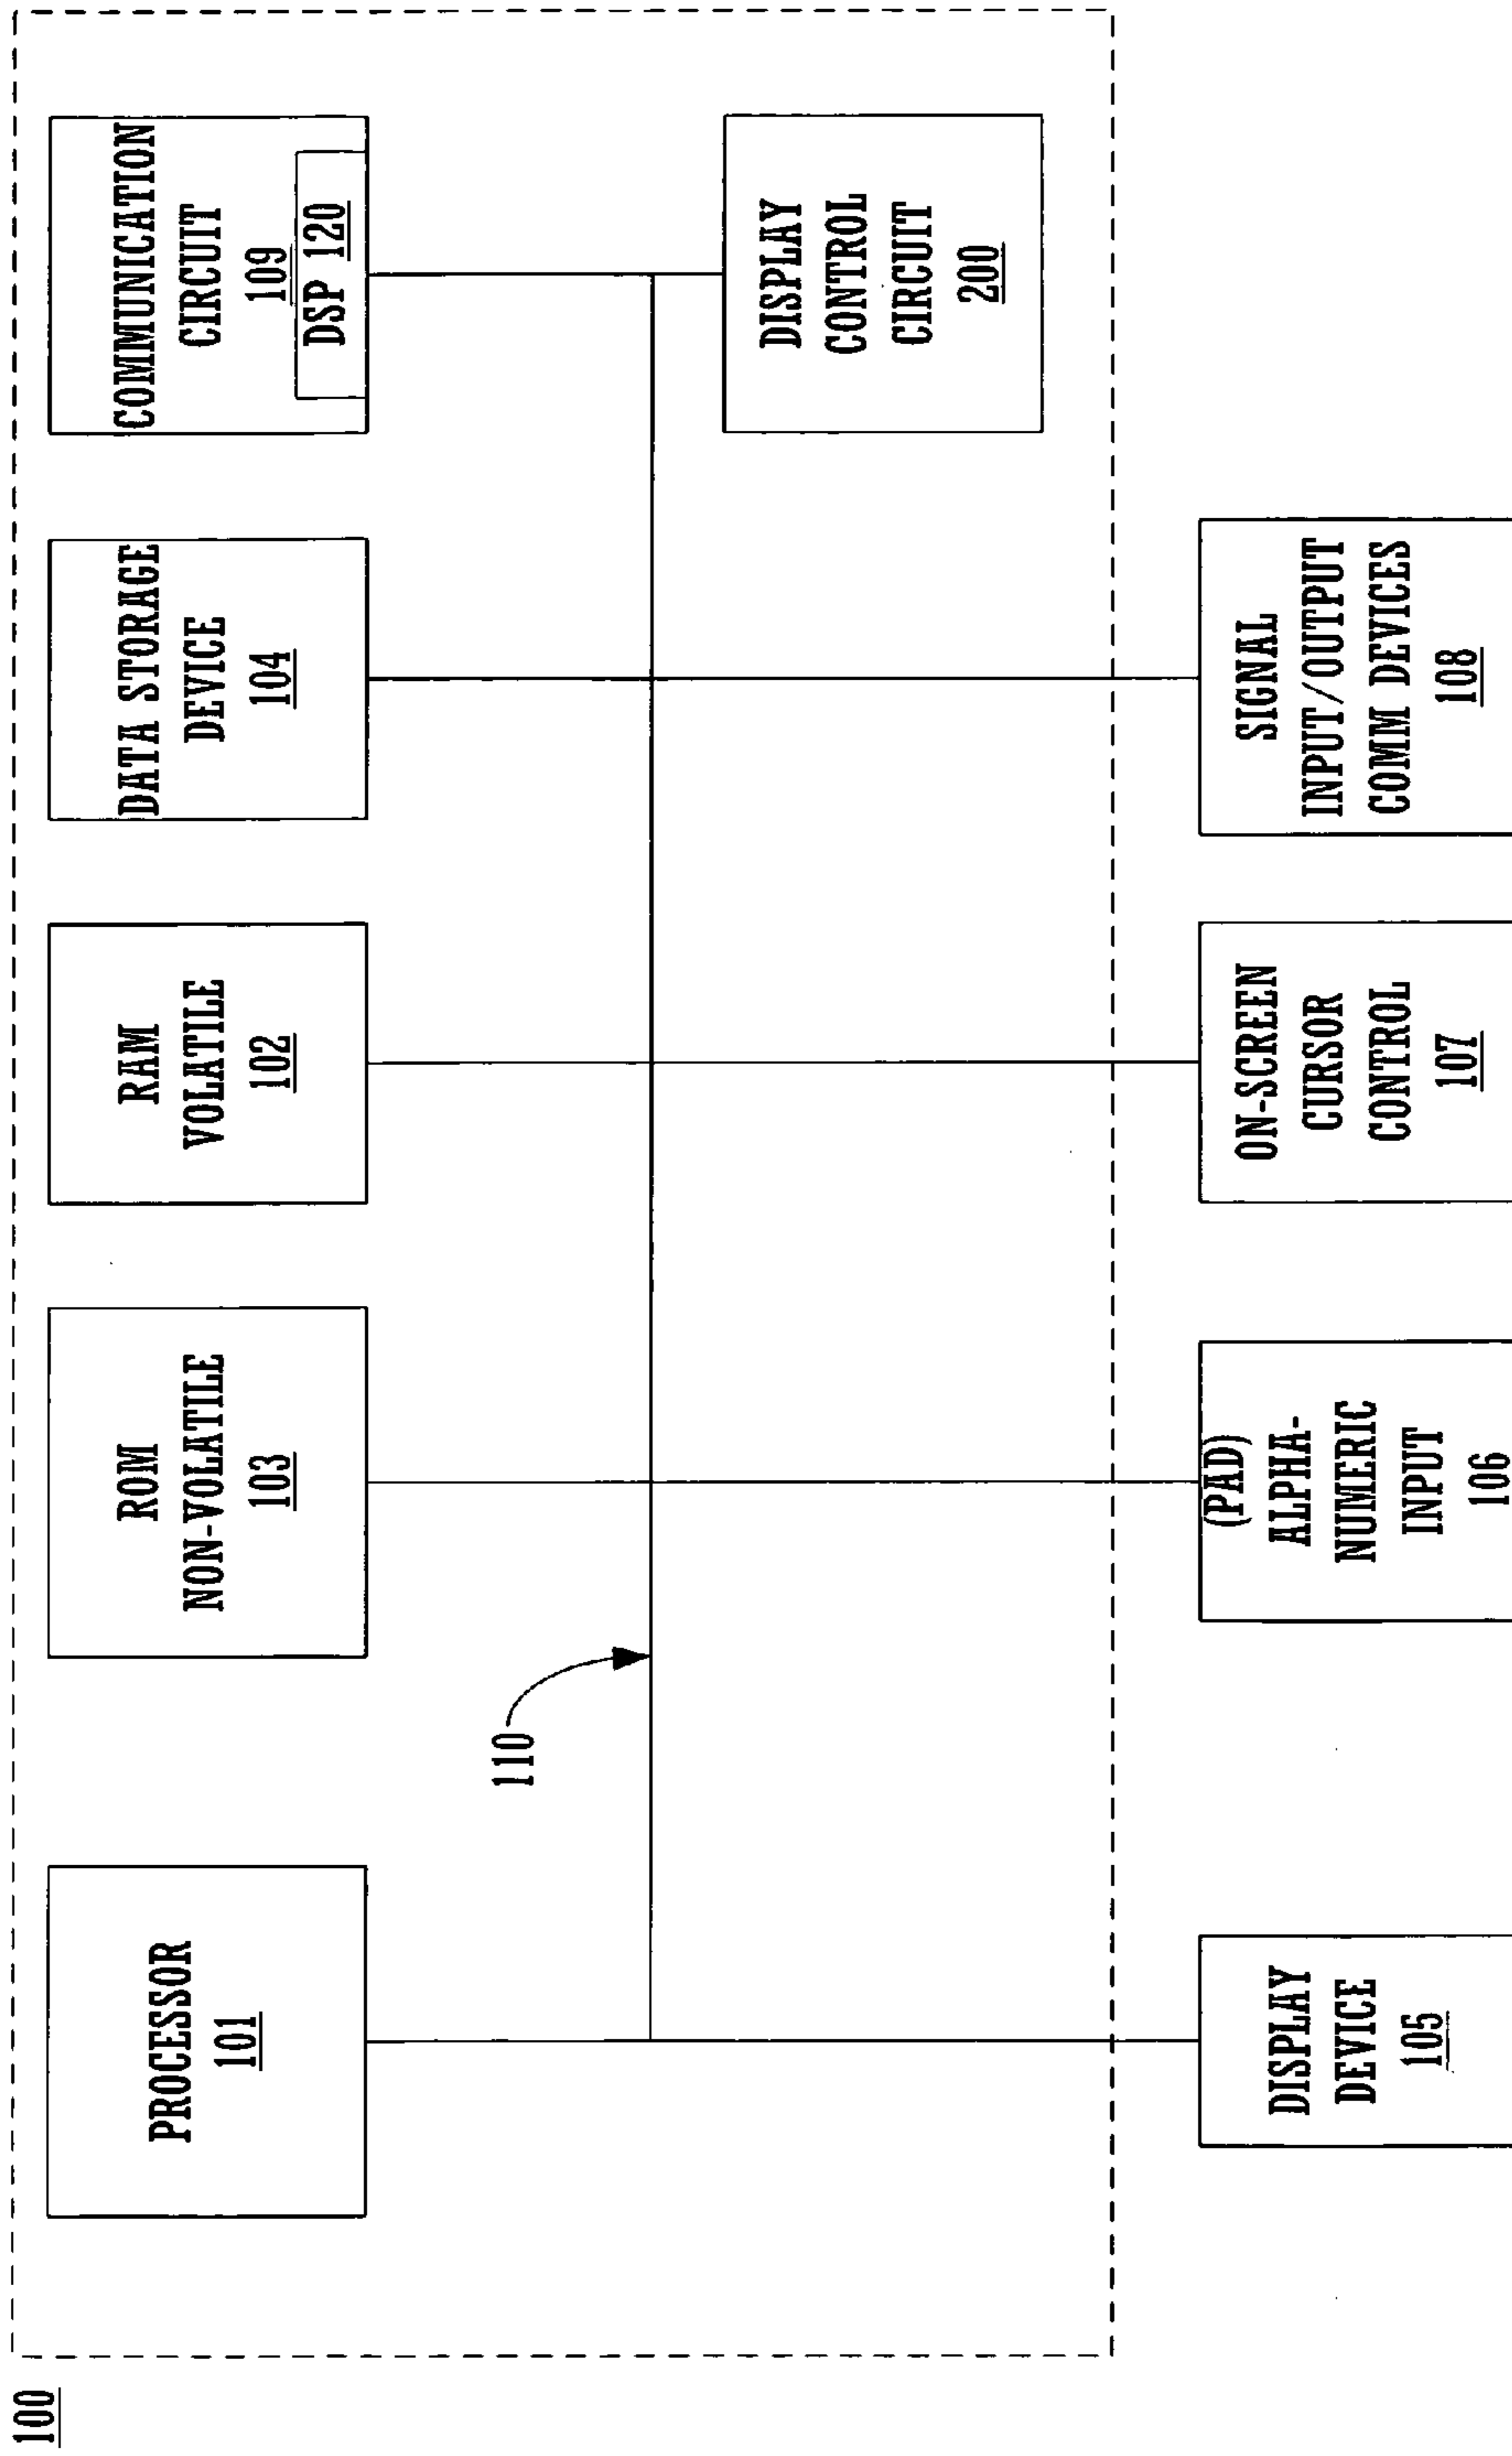 100
PROCESSOR
101
ROM
NON-VOLATILE
103
RAM
VOLATILE
102
DATA STORAGE
DEVICE
104
COMMUNICATION
CIRCUIT
109
DSP 120
110
DISPLAY
CONTROL
CIRCUIT
200
DISPLAY
DEVICE
105
(PAD)
ALPHA-
NUMERIC
INPUT
106
ON-SCREEN
CURSOR
CONTROL
107
SIGNAL
INPUT/OUTPUT
COMM DEVICES
108